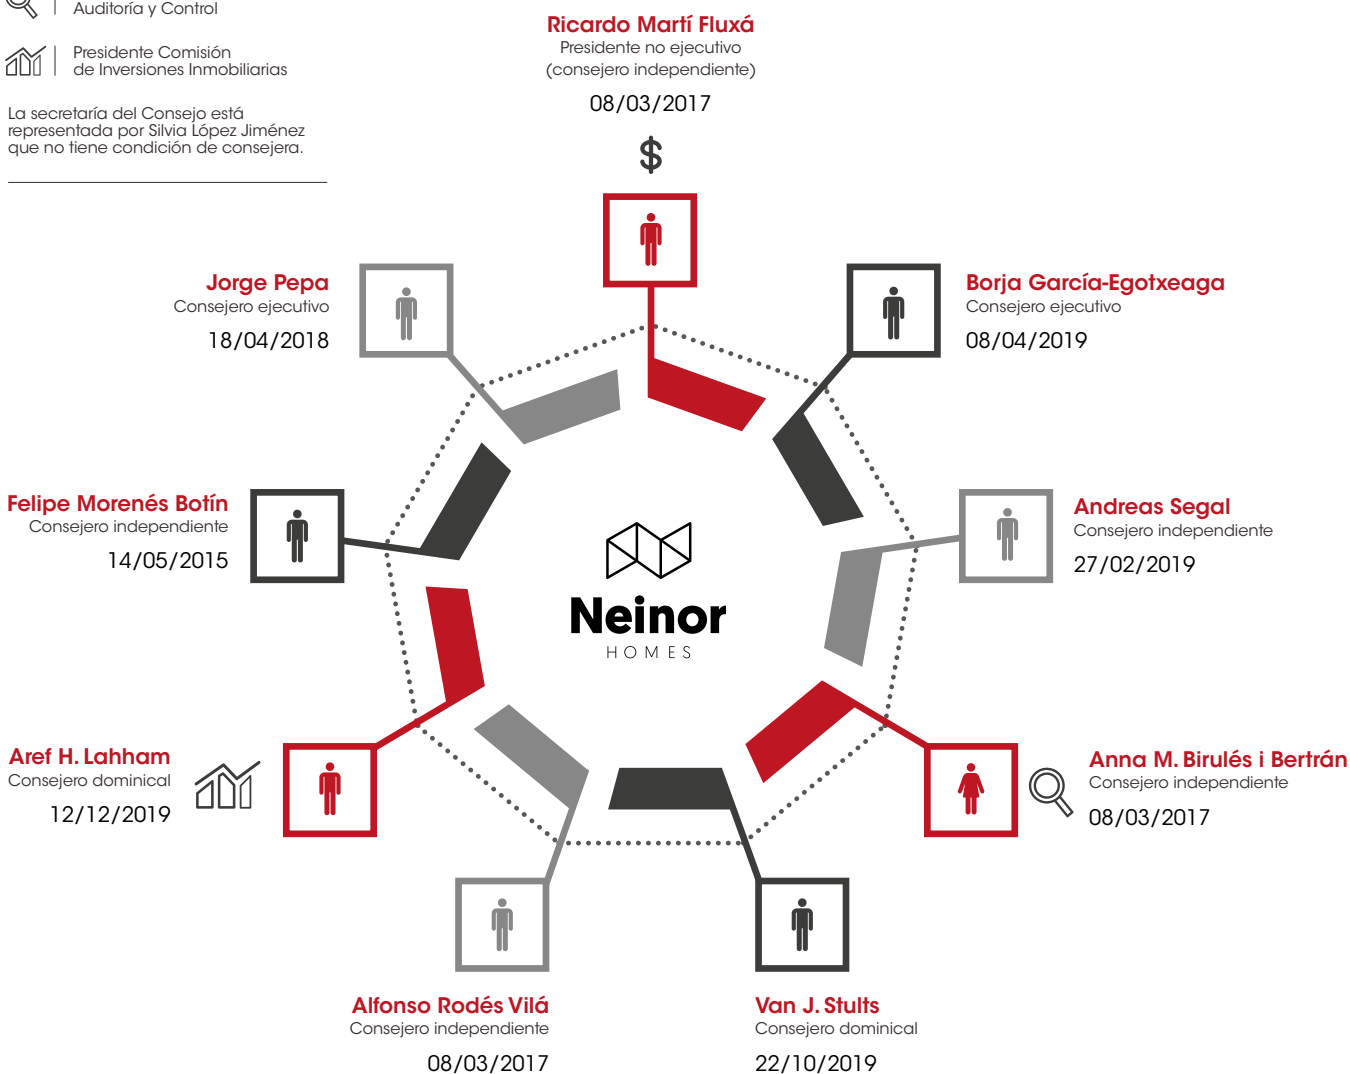 Auditoría y Control
Presidente Comisión
de Inversiones Inmobiliarias
La secretaría del Consejo está
representada por Silvia López Jiménez
que no tiene condición de consejera.
Ricardo Martí Fluxá
Presidente no ejecutivo
(consejero independiente)
08/03/2017
$
Jorge Pepa
Consejero ejecutivo
18/04/2018
Borja García-Egotxeaga
Consejero ejecutivo
08/04/2019
Felipe Morenés Botín
Consejero independiente
14/05/2015
Andreas Segal
Consejero independiente
27/02/2019
Neinor
HOMES
Aref H. Lahham
Consejero dominical
12/12/2019
Anna M. Birulés i Bertrán
Consejero independiente
08/03/2017
Alfonso Rodés Vilá
Consejero independiente
08/03/2017
Van J. Stults
Consejero dominical
22/10/2019